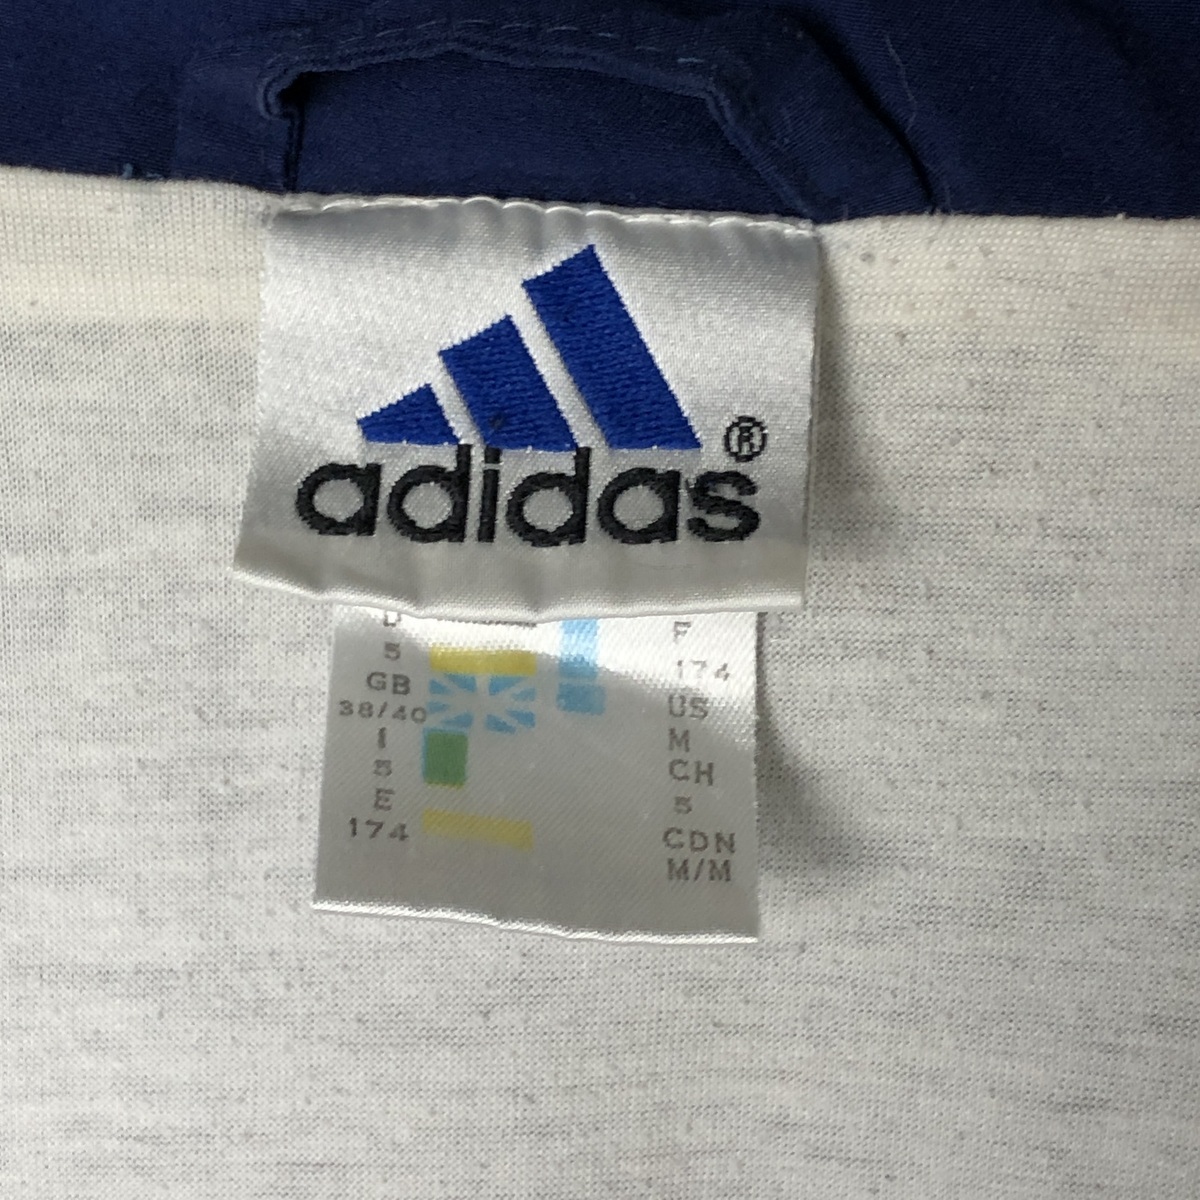 adidas®
D
5
GB
38/40
I
5
E
174
F
174
US
M
CH
5
CDN
M/M